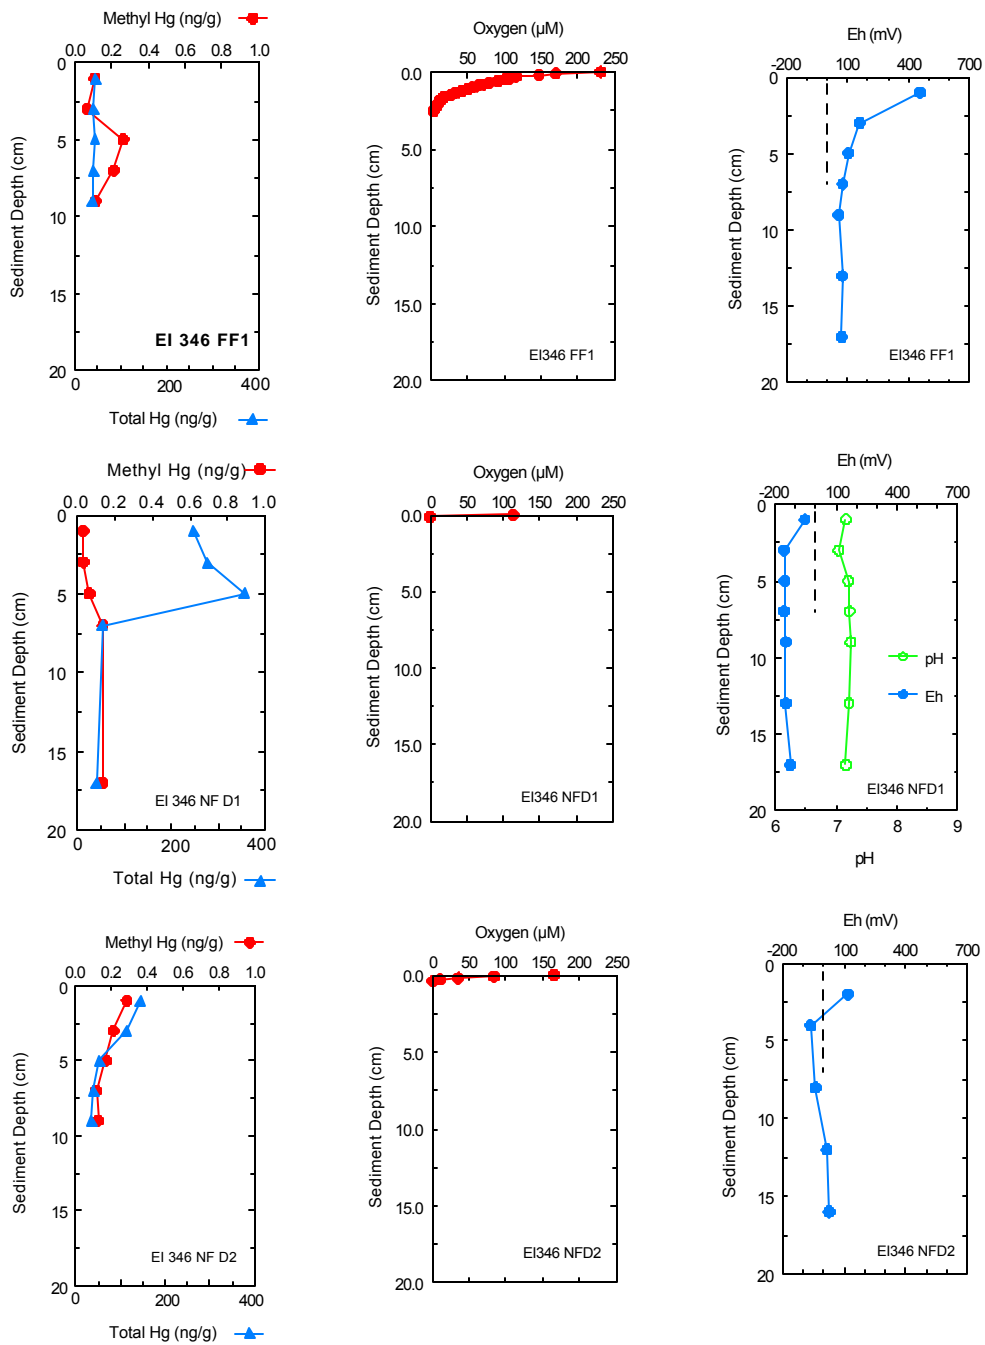 Methyl Hg (ng/g)
0.0 0.2 0.4 0.6 0.8 1.0
0
5
10
15
20
Sediment Depth (cm)
EI 346 FF1
0 200 400
Total Hg (ng/g)
Oxygen (µM)
50 100 150 200 250
0.0
5.0
10.0
15.0
20.0
Sediment Depth (cm)
EI346 FF1
Eh (mV)
-200 100 400 700
0
5
10
15
20
Sediment Depth (cm)
EI346 FF1
Methyl Hg (ng/g)
0.0 0.2 0.4 0.6 0.8 1.0
0
5
10
15
20
Sediment Depth (cm)
EI 346 NF D1
0 200 400
Total Hg (ng/g)
Oxygen (µM)
0 50 100 150 200 250
0.0
5.0
10.0
15.0
20.0
Sediment Depth (cm)
EI346 NFD1
Eh (mV)
-200 100 400 700
0
5
10
15
20
Sediment Depth (cm)
pH
Eh
EI346 NFD1
6 7 8 9
pH
Methyl Hg (ng/g)
0.0 0.2 0.4 0.6 0.8 1.0
0
5
10
15
20
Sediment Depth (cm)
EI 346 NF D2
0 200 400
Total Hg (ng/g)
Oxygen (µM)
0 50 100 150 200 250
0.0
5.0
10.0
15.0
20.0
Sediment Depth (cm)
EI346 NFD2
Eh (mV)
-200 100 400 700
0
5
10
15
20
Sediment Depth (cm)
EI346 NFD2